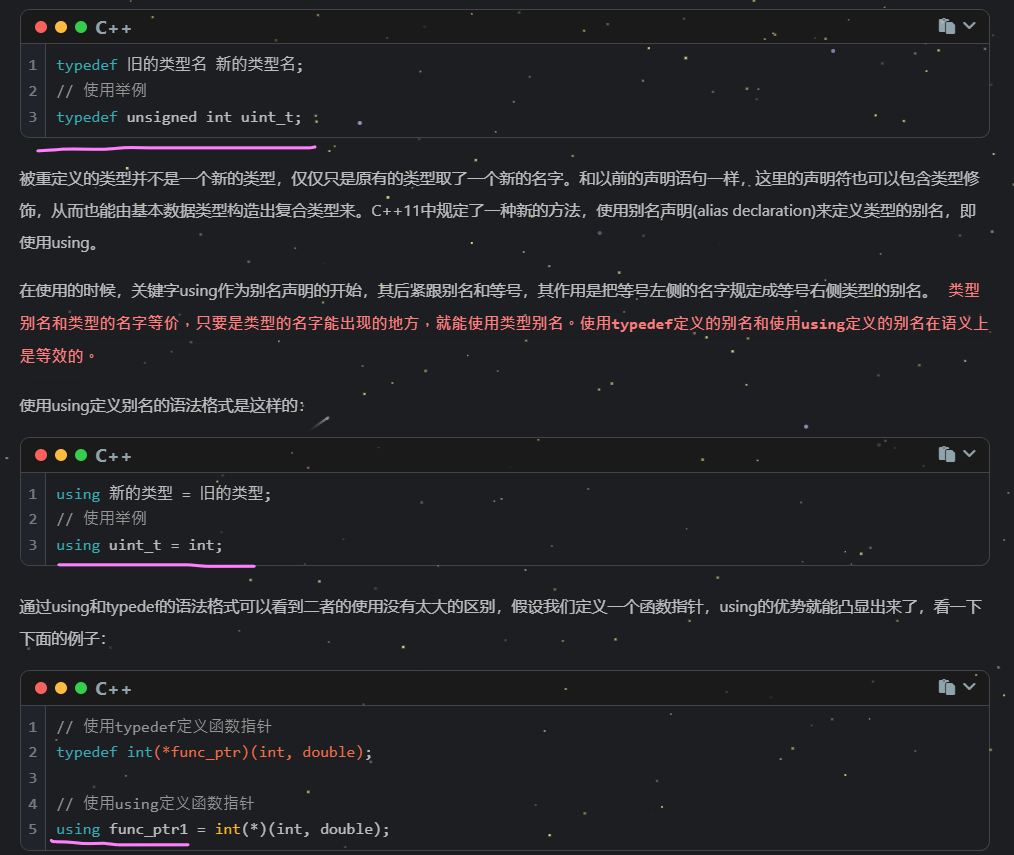 C++
1 typedef 旧的类型名 新的类型名;
2 // 使用举例
3 typedef unsigned int uint_t;
被重定义的类型并不是一个新的类型，仅仅只是原有的类型取了一个新的名字。和以前的声明语句一样，这里的声明符也可以包含类型修
饰，从而也能由基本数据类型构造出复合类型来。C++11中规定了一种新的方法，使用别名声明(alias declaration)来定义类型的别名，即
使用using。
在使用的时候，关键字using作为别名声明的开始，其后紧跟别名和等号，其作用是把等号左侧的名字规定成等号右侧类型的别名。 类型
别名和类型的名字等价，只要是类型的名字能出现的地方，就能使用类型别名。使用typedef定义的别名和使用using定义的别名在语义上
是等效的。
使用using定义别名的语法格式是这样的：
C++
1 using 新的类型 = 旧的类型;
2 // 使用举例
3 using uint_t = int;
通过using和typedef的语法格式可以看到二者的使用没有太大的区别，假设我们定义一个函数指针，using的优势就能凸显出来了，看一下
下面的例子：
C++
1 // 使用typedef定义函数指针
2 typedef int(*func_ptr)(int, double);
3
4 // 使用using定义函数指针
5 using func_ptr1 = int(*)(int, double);